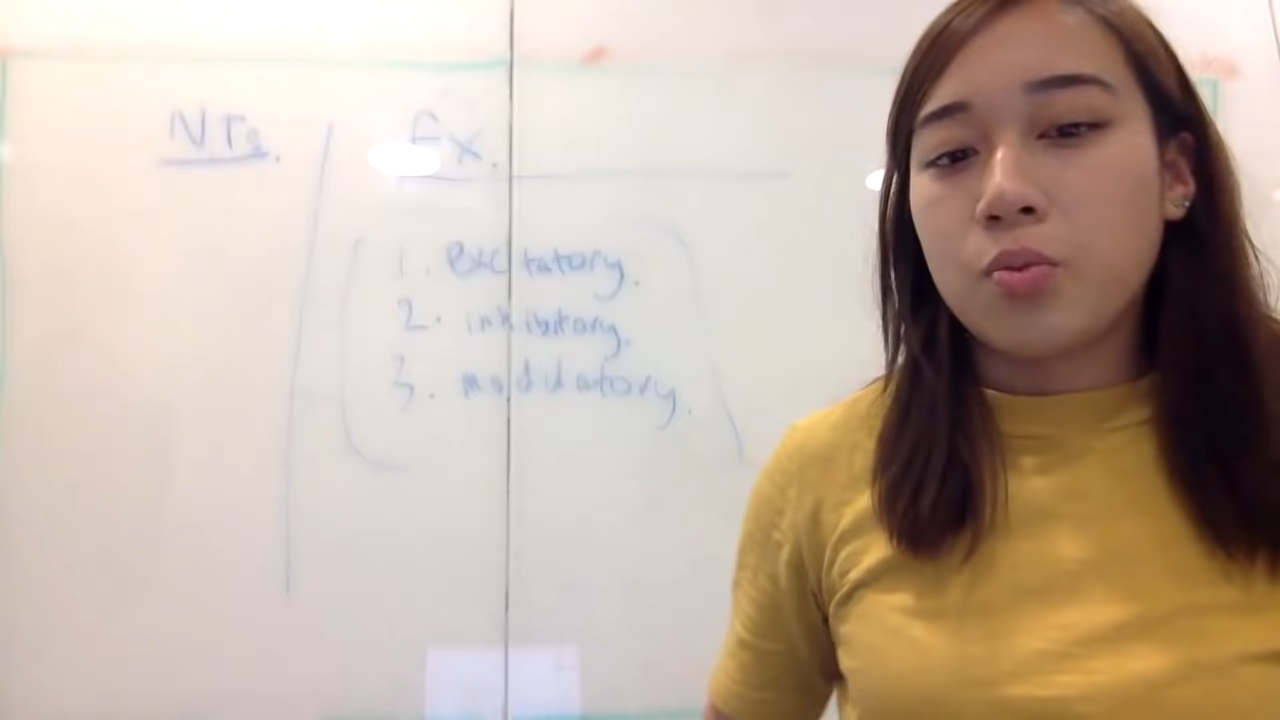 NTs.
fx.
1. Excitatory.
2. inhibitory.
3. modulatory.